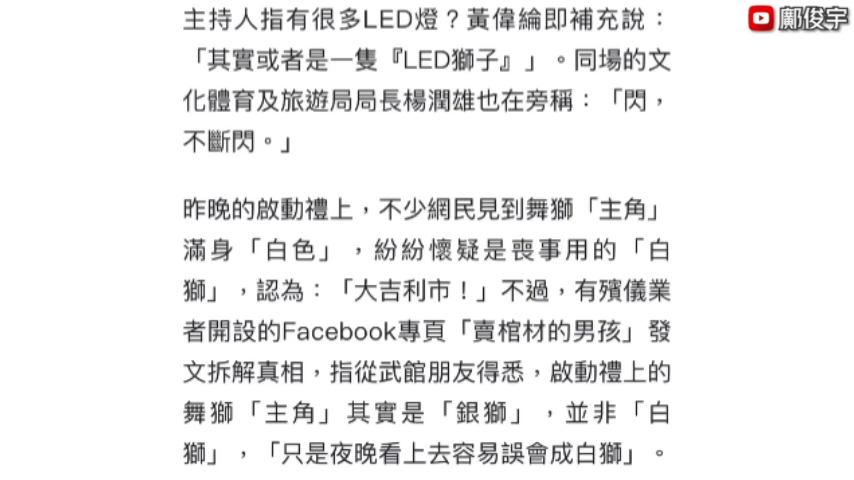 鄺俊宇
主持人指有很多LED燈？黃偉綸即補充說：
「其實或者是一隻『LED獅子』」。同場的文
化體育及旅遊局局長楊潤雄也在旁稱：「閃，
不斷閃。」
昨晚的啟動禮上，不少網民見到舞獅「主角」
滿身「白色」，紛紛懷疑是喪事用的「白
獅」，認為：「大吉利市！」不過，有殯儀業
者開設的Facebook專頁「賣棺材的男孩」發
文拆解真相，指從武館朋友得悉，啟動禮上的
舞獅「主角」其實是「銀獅」，並非「白
獅」，「只是夜晚看上去容易誤會成白獅」。